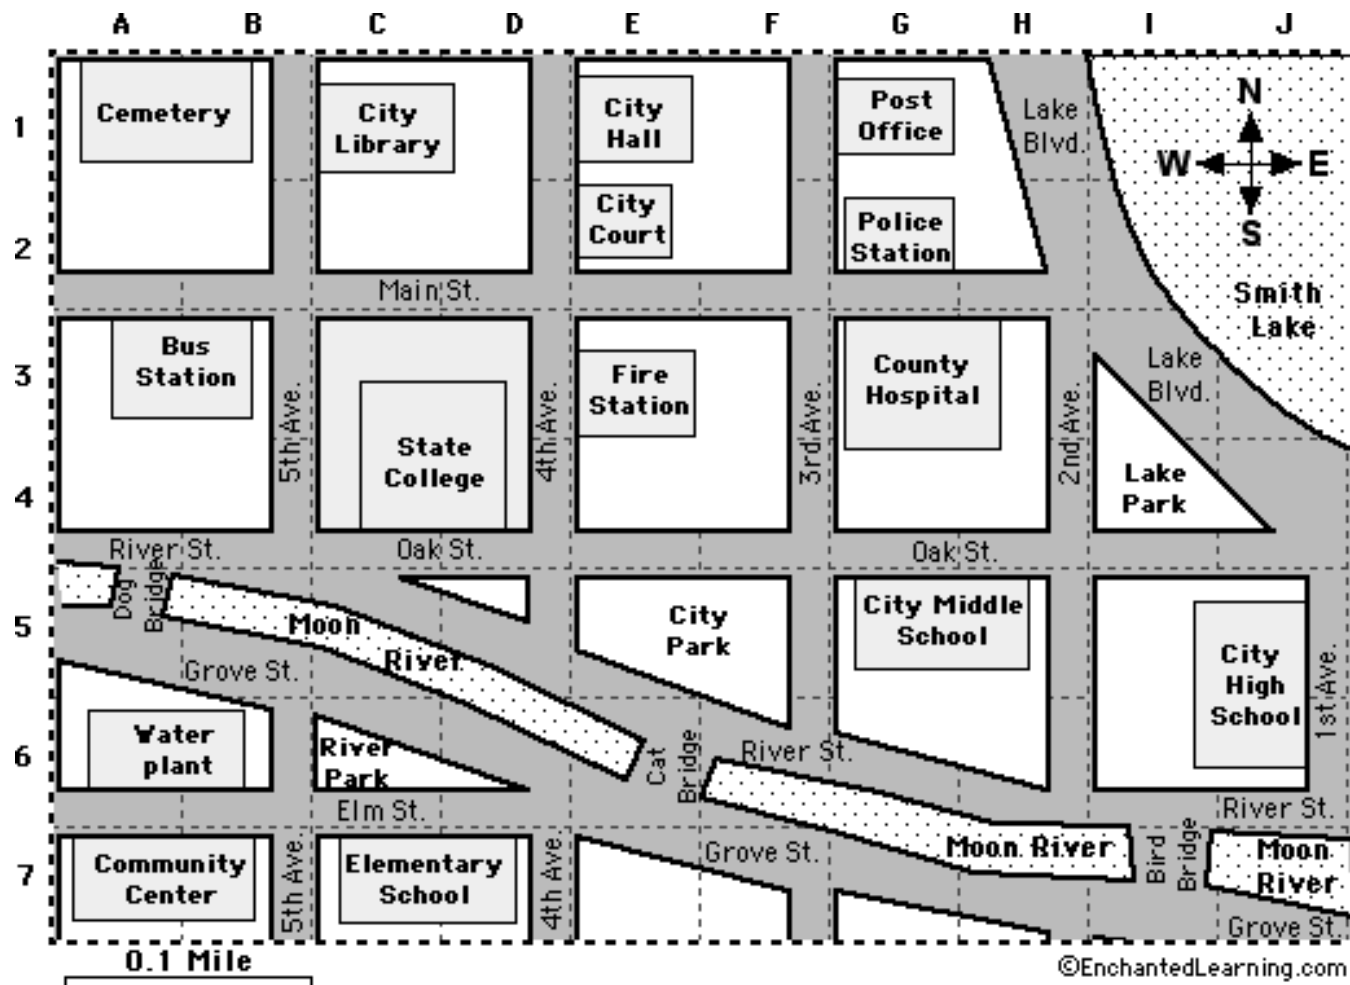 A B C D E F G H I J
1
2
3
4
5
6
7
N
W E
S
Cemetery
City
Library
City
Hall
Post
Office
Lake
Blvd.
City
Court
Police
Station
Smith
Lake
Main St.
Bus
Station
5th Ave.
State
College
4th Ave.
Fire
Station
3rd Ave.
County
Hospital
2nd Ave.
Lake
Blvd.
Lake
Park
River St.
Oak St.
Oak St.
Dog
Bridge
Moon
River
City
Park
City Middle
School
City
High
School
1st Ave.
Grove St.
Water
plant
River
Park
Cat
Bridge
River St.
Elm St.
River St.
Community
Center
5th Ave.
Elementary
School
4th Ave.
Grove St.
Moon River
Bird
Bridge
Moon
River
Grove St.
0.1 Mile
©EnchantedLearning.com